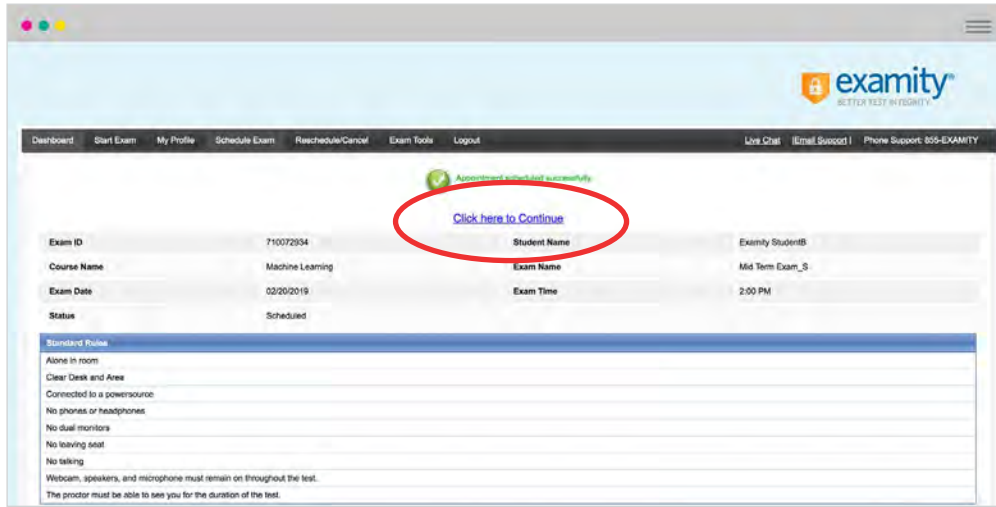 examity®
BETTER TEST INTEGRITY
Dashboard Start Exam My Profile Schedule Exam Reschedule/Cancel Exam Tools Logout Live Chat |Email Support| Phone Support: 855-EXAMITY
Appointment scheduled successfully.
Click here to Continue
Exam ID 710072934 Student Name Examity StudentB
Course Name Machine Learning Exam Name Mid Term Exam_S
Exam Date 02/20/2019 Exam Time 2:00 PM
Status Scheduled
Standard Rules
Alone in room
Clear Desk and Area
Connected to a powersource
No phones or headphones
No dual monitors
No leaving seat
No talking
Webcam, speakers, and microphone must remain on throughout the test.
The proctor must be able to see you for the duration of the test.